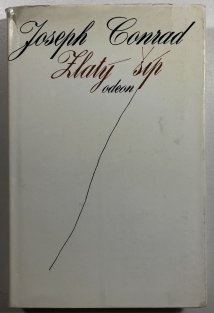 Joseph Conrad
Zlatý šíp
odeon